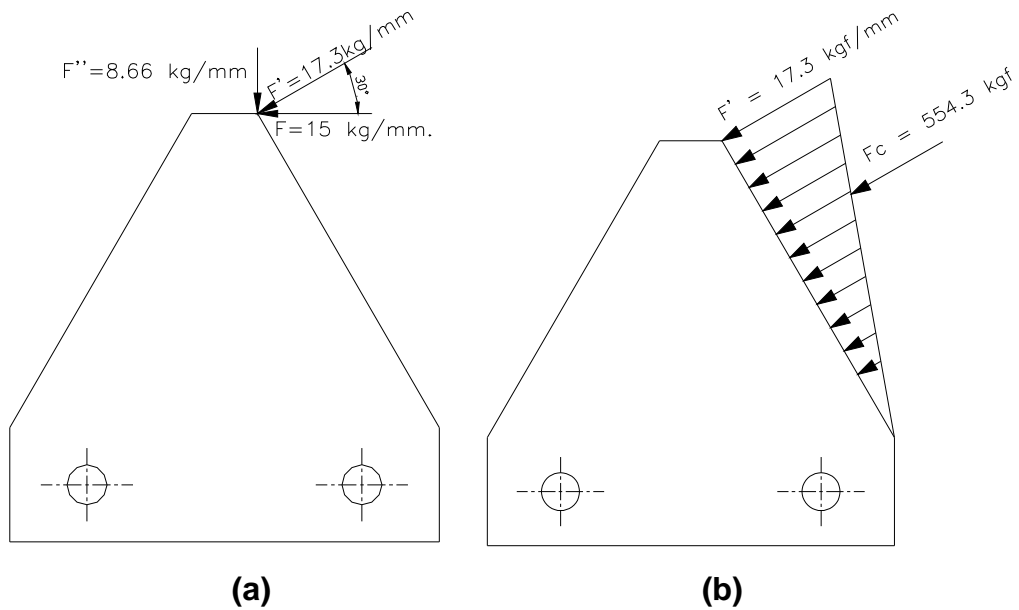 F''=8.66 kg/mm
F'=17.3kg/mm
30°
F=15 kg/mm.
F' = 17.3 kgf/mm
Fc = 554.3 kgf
(a)
(b)